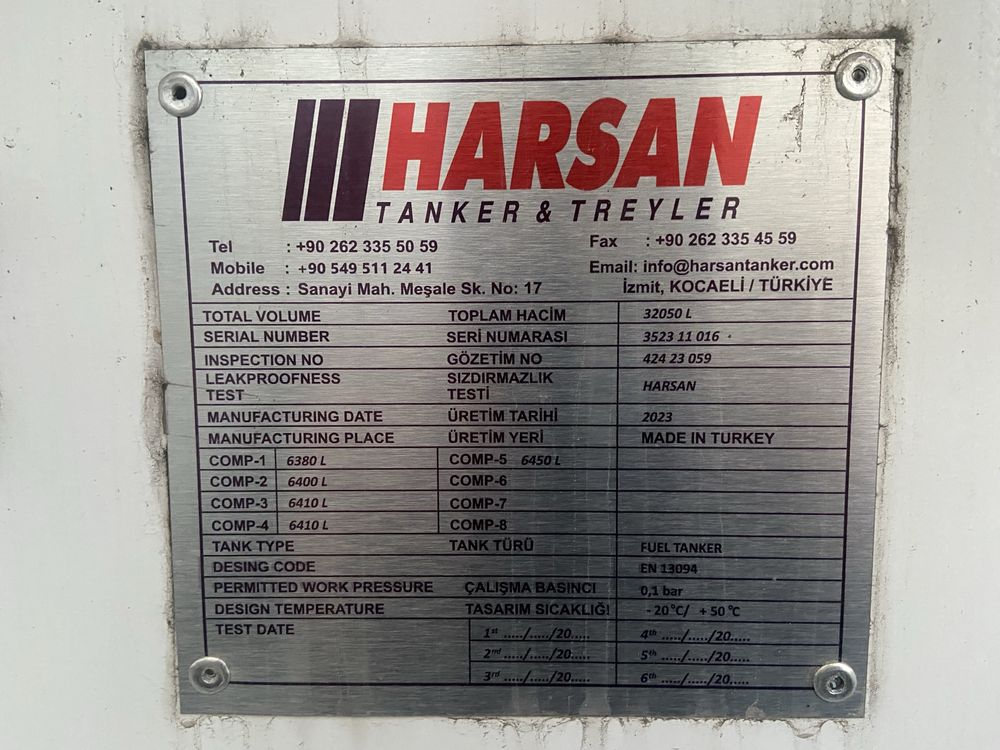 HARSAN
TANKER & TREYLER
Tel : +90 262 335 50 59 Fax : +90 262 335 45 59
Mobile : +90 549 511 24 41 Email: info@harsantanker.com
Address : Sanayi Mah. Meşale Sk. No: 17 İzmit, KOCAELİ / TÜRKİYE
TOTAL VOLUME TOPLAM HACİM 32050 L
SERIAL NUMBER SERİ NUMARASI 3523 11 016
INSPECTION NO GÖZETİM NO 424 23 059
LEAKPROOFNESS TEST SIZDIRMAZLIK TESTİ HARSAN
MANUFACTURING DATE ÜRETİM TARİHİ 2023
MANUFACTURING PLACE ÜRETİM YERİ MADE IN TURKEY
COMP-1 6380 L COMP-5 6450 L
COMP-2 6400 L COMP-6
COMP-3 6410 L COMP-7
COMP-4 6410 L COMP-8
TANK TYPE TANK TÜRÜ FUEL TANKER
DESING CODE EN 13094
PERMITTED WORK PRESSURE ÇALIŞMA BASINCI 0,1 bar
DESIGN TEMPERATURE TASARIM SICAKLIĞI - 20 °C/ + 50 °C
TEST DATE 1st ...../...../20..... 4th ...../...../20.....
2nd ...../...../20..... 5th ...../...../20.....
3rd ...../...../20..... 6th ...../...../20.....